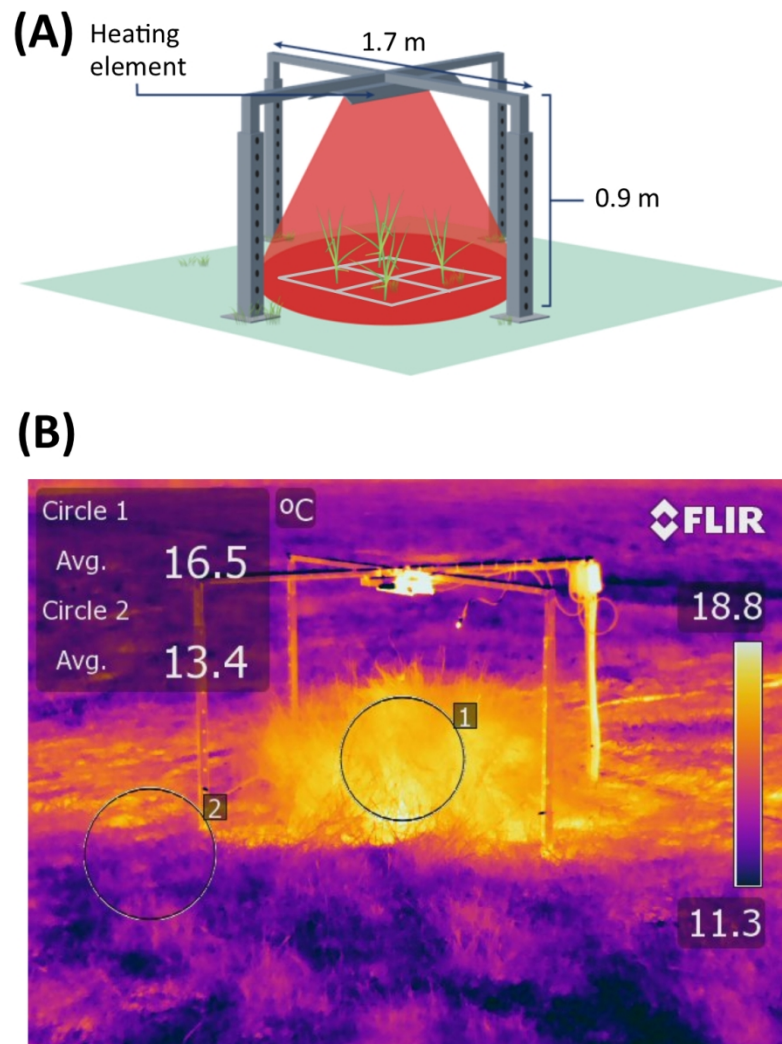 (A)
Heating
element
1.7 m
0.9 m
(B)
Circle 1
ºC
Avg. 16.5
Circle 2
Avg. 13.4
FLIR
18.8
1
2
11.3